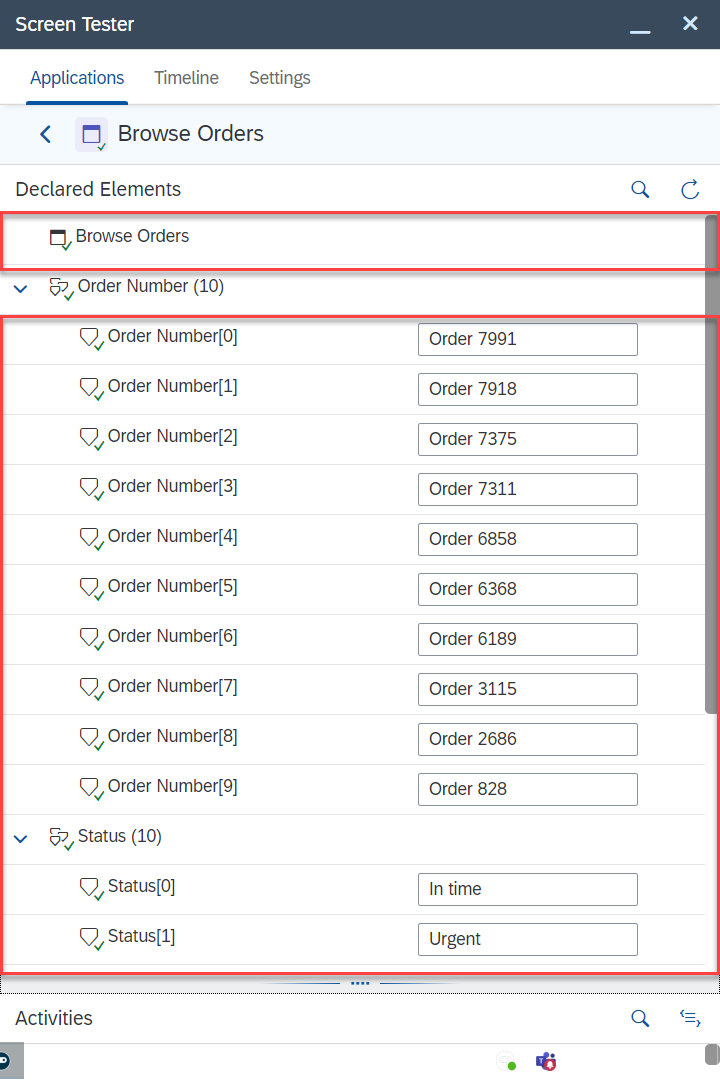 Screen Tester
Applications Timeline Settings
Browse Orders
Declared Elements
Browse Orders
Order Number (10)
Order Number[0] Order 7991
Order Number[1] Order 7918
Order Number[2] Order 7375
Order Number[3] Order 7311
Order Number[4] Order 6858
Order Number[5] Order 6368
Order Number[6] Order 6189
Order Number[7] Order 3115
Order Number[8] Order 2686
Order Number[9] Order 828
Status (10)
Status[0] In time
Status[1] Urgent
Activities